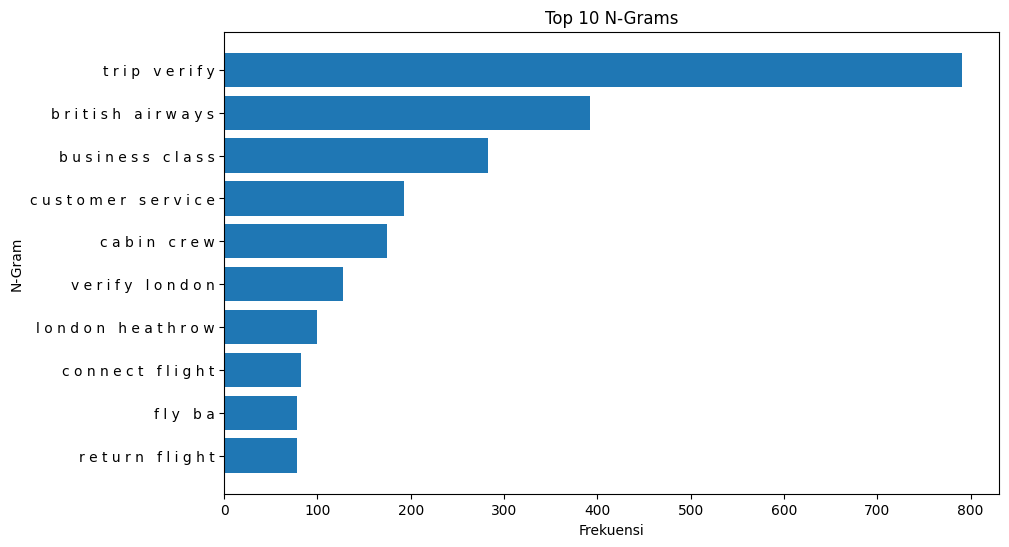 Top 10 N-Grams
t r i p   v e r i f y
b r i t i s h   a i r w a y s
b u s i n e s s   c l a s s
c u s t o m e r   s e r v i c e
c a b i n   c r e w
v e r i f y   l o n d o n
l o n d o n   h e a t h r o w
c o n n e c t   f l i g h t
f l y   b a
r e t u r n   f l i g h t
N-Gram
0 100 200 300 400 500 600 700 800
Frekuensi